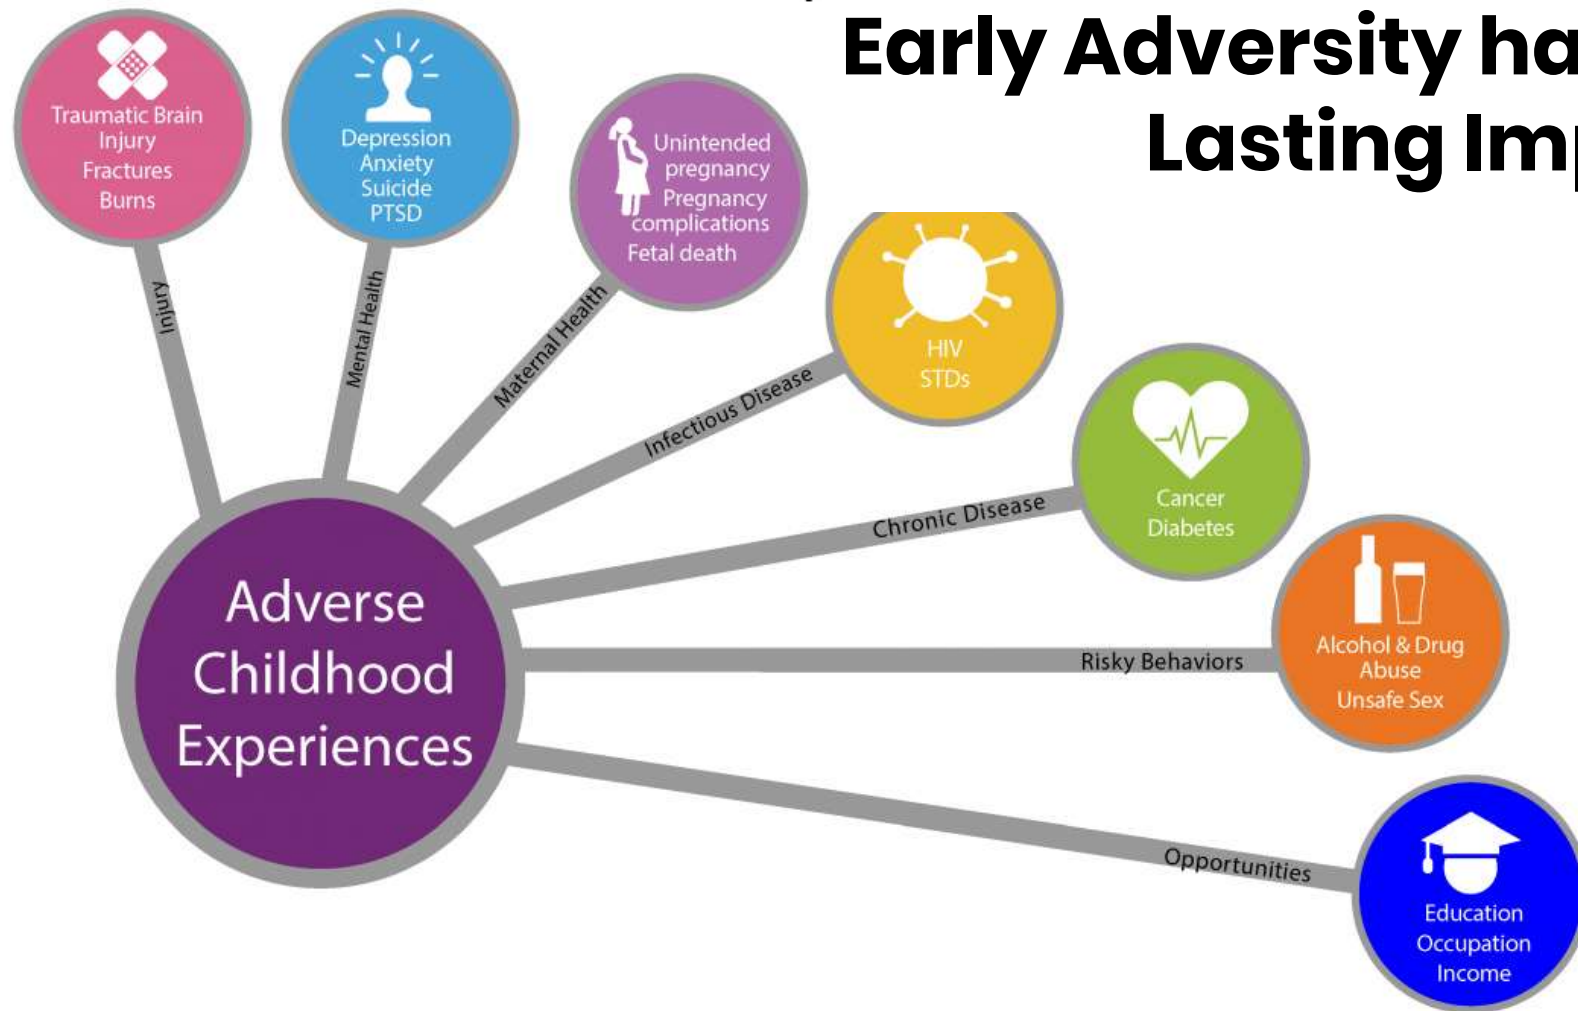 Early Adversity ha
Lasting Imp
Traumatic Brain
Injury
Fractures
Burns
Depression
Anxiety
Suicide
PTSD
Unintended
pregnancy
Pregnancy
complications
Fetal death
HIV
STDs
Cancer
Diabetes
Alcohol & Drug
Abuse
Unsafe Sex
Education
Occupation
Income
Injury
Mental Health
Maternal Health
Infectious Disease
Chronic Disease
Risky Behaviors
Opportunities
Adverse
Childhood
Experiences